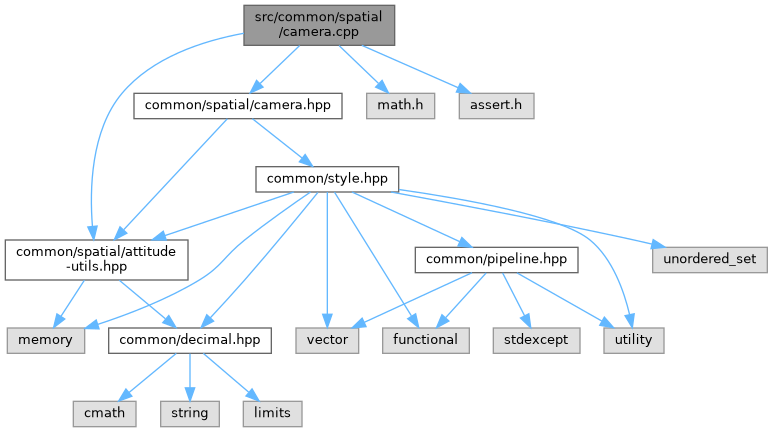 src/common/spatial
/camera.cpp
common/spatial/camera.hpp
math.h
assert.h
common/style.hpp
common/spatial/attitude
-utils.hpp
common/pipeline.hpp
unordered_set
memory
common/decimal.hpp
vector
functional
stdexcept
utility
cmath
string
limits